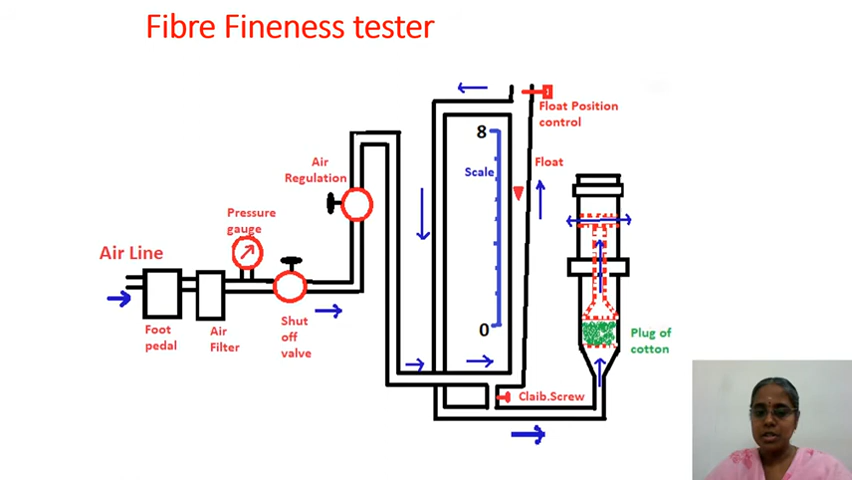 Fibre Fineness tester
Float Position
control
8
Air
Regulation
Scale
Float
Pressure
gauge
Air Line
0
Foot
pedal
Air
Filter
Shut
off
valve
Plug of
cotton
Claib.Screw